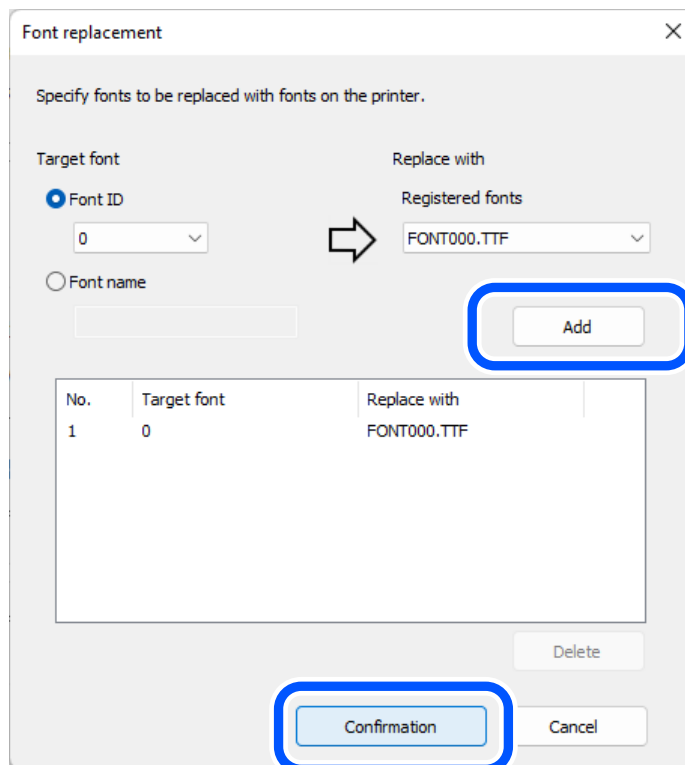 Font replacement
Specify fonts to be replaced with fonts on the printer.
Target font
Replace with
Font ID
Registered fonts
0
FONT000.TTF
Font name
Add
No. Target font Replace with
1 0 FONT000.TTF
Delete
Confirmation Cancel